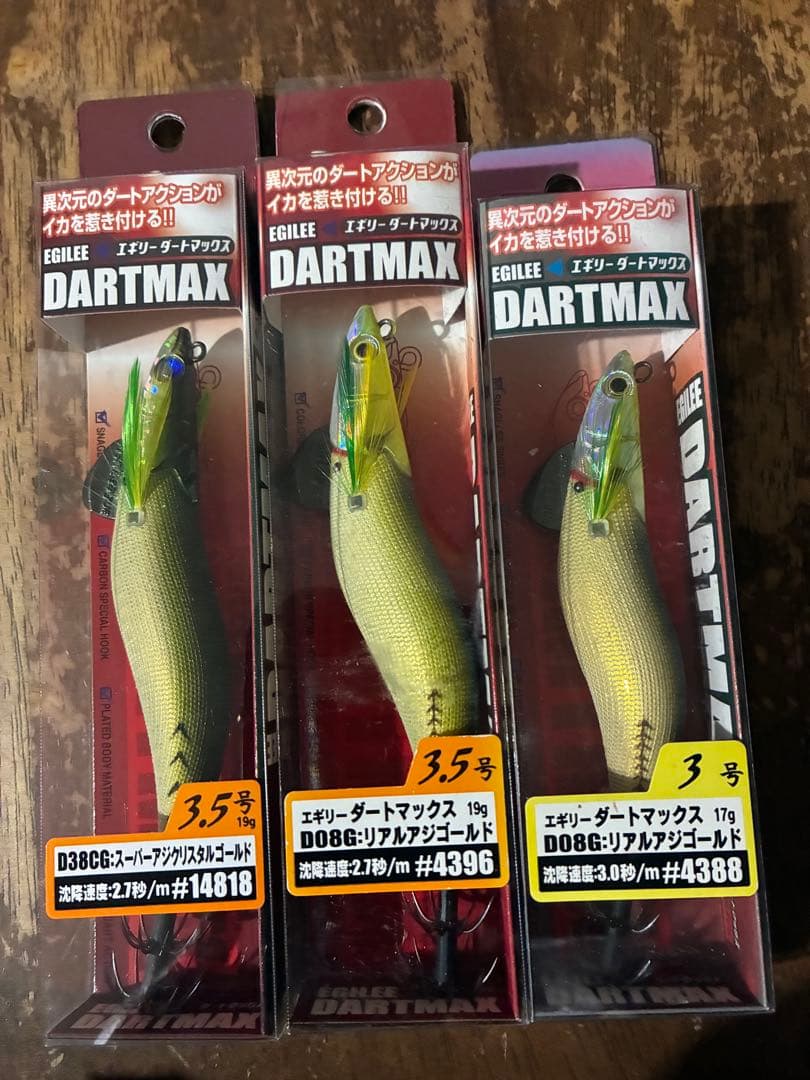 異次元のダートアクションが
イカを惹き付ける!!
EGILEE エギリーダートマックス
DARTMAX
SNAG
CARBON SPECIAL HOOK
PLATED BODY MATERIAL
3.5号
19g
D38CG:スーパーアジクリスタルゴールド
沈降速度:2.7秒/m #14818
EGILEE
DARTMAX
異次元のダートアクションが
イカを惹き付ける!!
EGILEE エギリーダートマックス
DARTMAX
3.5号
エギリー ダートマックス 19g
D08G:リアルアジゴールド
沈降速度:2.7秒/m #4396
EGILEE
DARTMAX
異次元のダートアクションが
イカを惹き付ける!!
EGILEE エギリーダートマックス
DARTMAX
EGILEE
DARTMA
3号
エギリー ダートマックス 17g
D08G:リアルアジゴールド
沈降速度:3.0秒/m #4388
EGILEE
DARTMAX